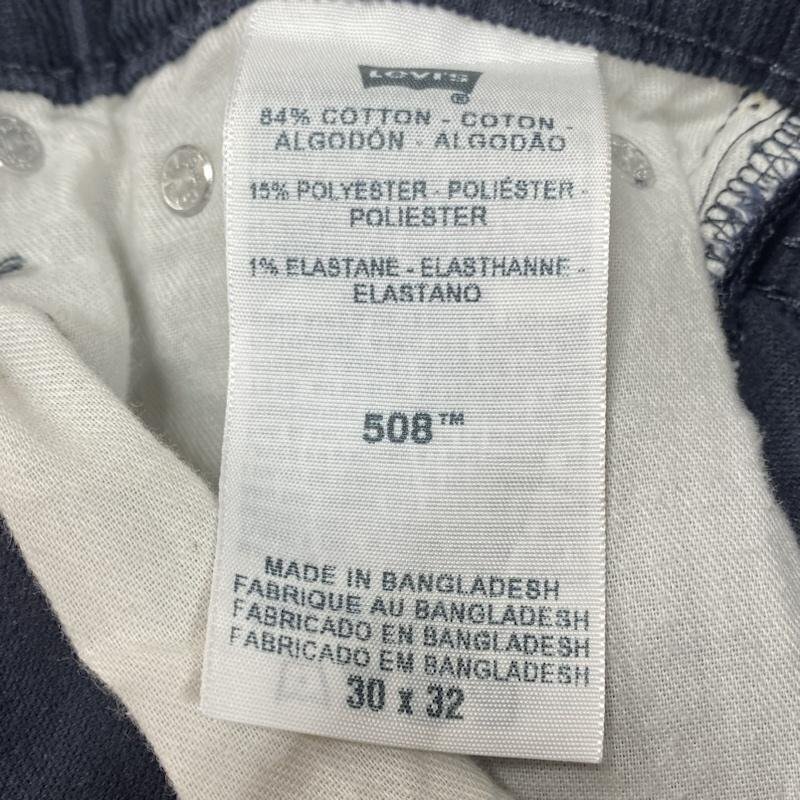 Levi's
®
84% COTTON - COTON -
ALGODÓN - ALGODÃO
15% POLYESTER - POLIÉSTER -
POLIESTER
1% ELASTANE - ELASTHANNE -
ELASTANO
508™
MADE IN BANGLADESH
FABRIQUE AU BANGLADESH
FABRICADO EN BANGLADESH
FABRICADO EM BANGLADESH
30 x 32